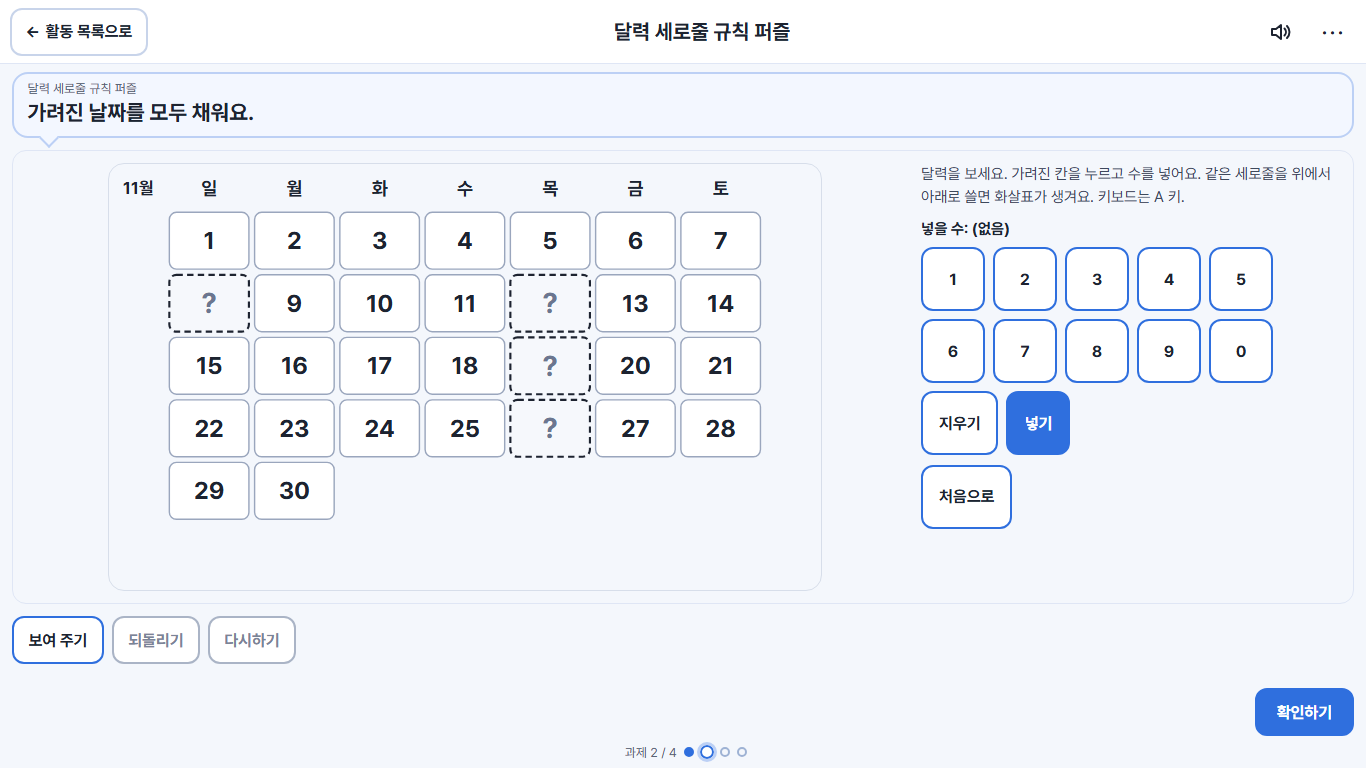 ← 활동 목록으로
달력 세로줄 규칙 퍼즐
달력 세로줄 규칙 퍼즐
가려진 날짜를 모두 채워요.
11월 일 월 화 수 목 금 토
1 2 3 4 5 6 7
? 9 10 11 ? 13 14
15 16 17 18 ? 20 21
22 23 24 25 ? 27 28
29 30
달력을 보세요. 가려진 칸을 누르고 수를 넣어요. 같은 세로줄을 위에서
아래로 쓸면 화살표가 생겨요. 키보드는 A 키.
넣을 수: (없음)
1 2 3 4 5
6 7 8 9 0
지우기 넣기
처음으로
보여 주기 되돌리기 다시하기
확인하기
과제 2 / 4